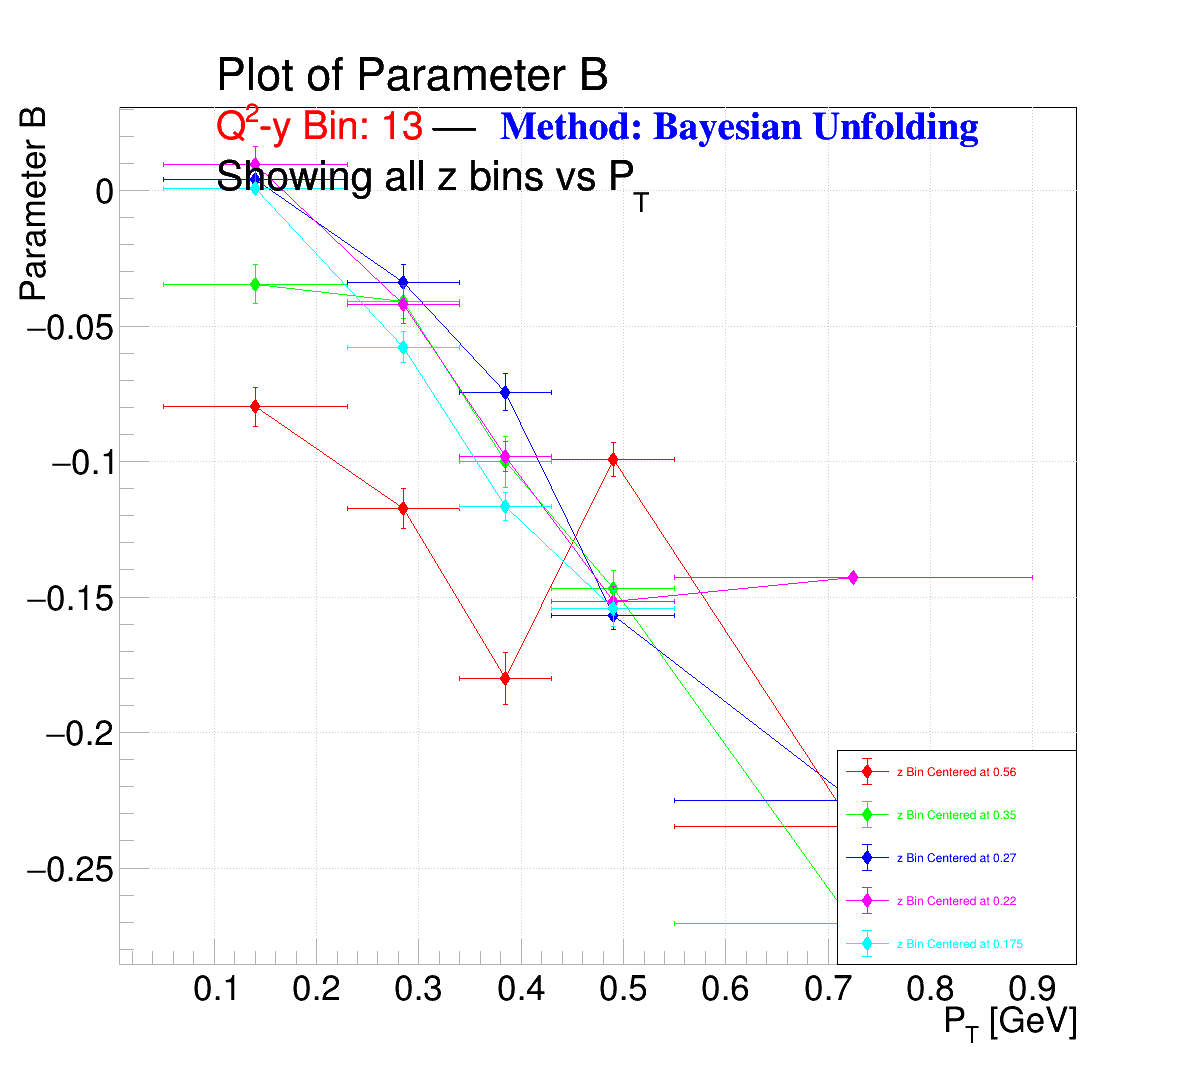 Plot of Parameter B
Q²-y Bin: 13 — Method: Bayesian Unfolding
Showing all z bins vs P_T
Parameter B
0
−0.05
−0.1
−0.15
−0.2
−0.25
z Bin Centered at 0.56
z Bin Centered at 0.35
z Bin Centered at 0.27
z Bin Centered at 0.22
z Bin Centered at 0.175
0.1 0.2 0.3 0.4 0.5 0.6 0.7 0.8 0.9
P_T [GeV]